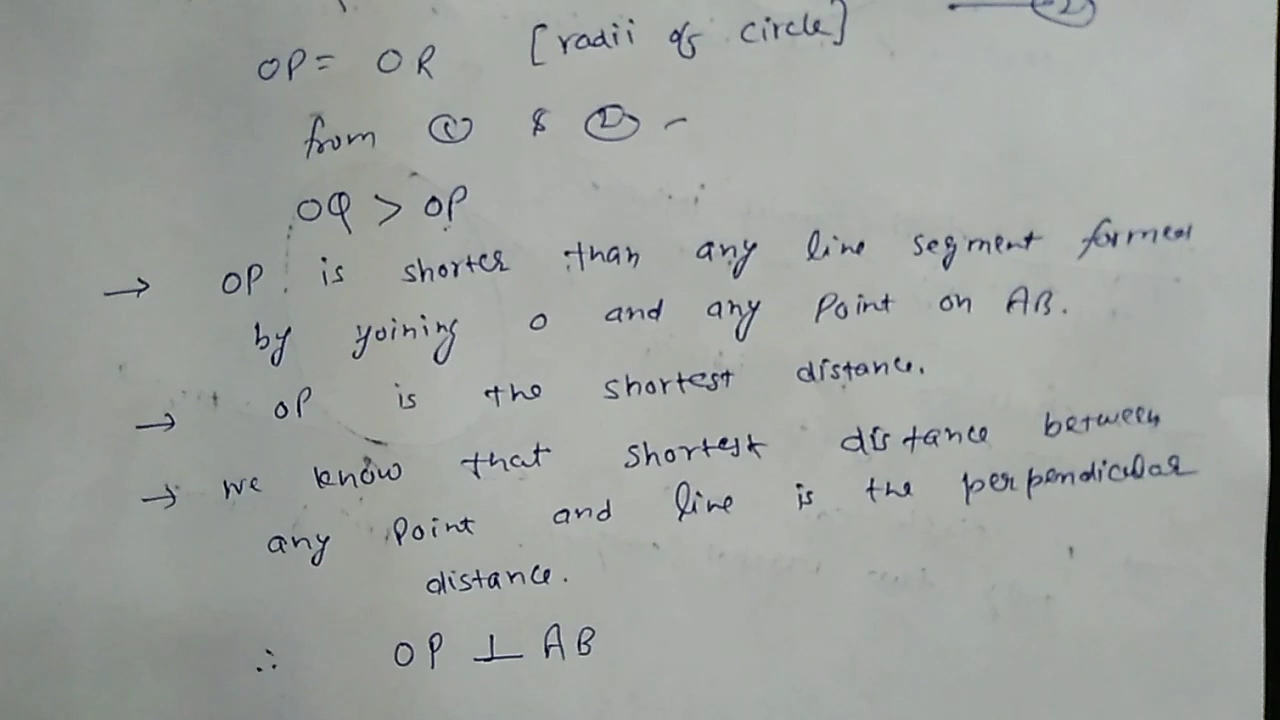 OP = OR [radii of circle] — ②
from ① & ② -
OQ > OP
→ OP is shorter than any line segment formed
by yoining O and any Point on AB.
→ OP is the shortest distance.
→ we know that shortest distance between
any Point and line is the perpendicular
distance.
∴ OP ⊥ AB